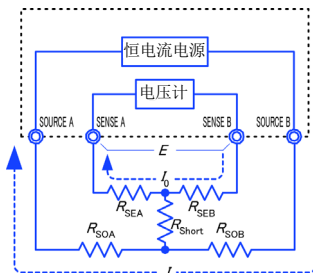 恒电流电源
电压计
SOURCE A SENSE A SENSE B SOURCE B
E
I0
RSEA RSEB
RShort
RSOA RSOB
I